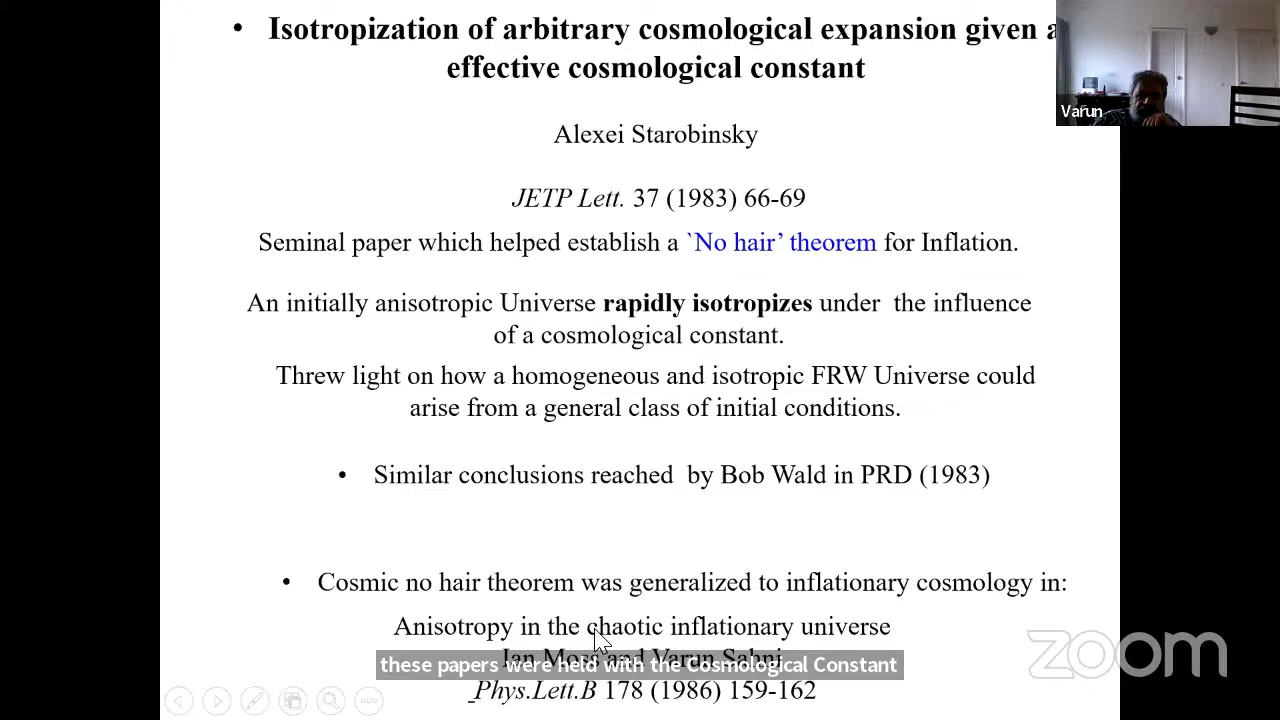 • Isotropization of arbitrary cosmological expansion given a
effective cosmological constant
Varun
Alexei Starobinsky
JETP Lett. 37 (1983) 66-69
Seminal paper which helped establish a `No hair’ theorem for Inflation.
An initially anisotropic Universe rapidly isotropizes under the influence
of a cosmological constant.
Threw light on how a homogeneous and isotropic FRW Universe could
arise from a general class of initial conditions.
• Similar conclusions reached by Bob Wald in PRD (1983)
• Cosmic no hair theorem was generalized to inflationary cosmology in:
Anisotropy in the chaotic inflationary universe
Ian Moss and Varun Sahni
these papers were held with the Cosmological Constant
Phys.Lett.B 178 (1986) 159-162
zoom